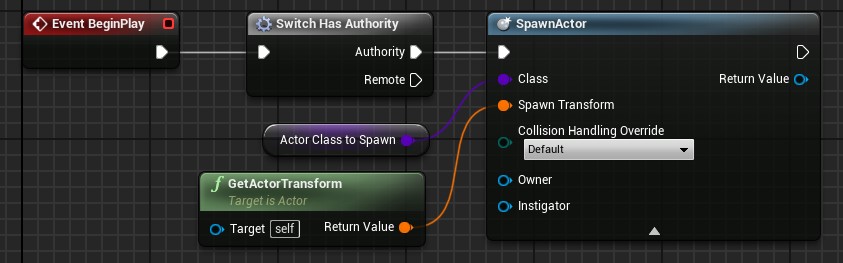 Event BeginPlay
Switch Has Authority
Authority
Remote
SpawnActor
Class
Return Value
Spawn Transform
Collision Handling Override
Default
Owner
Instigator
Actor Class to Spawn
GetActorTransform
Target is Actor
Target self
Return Value